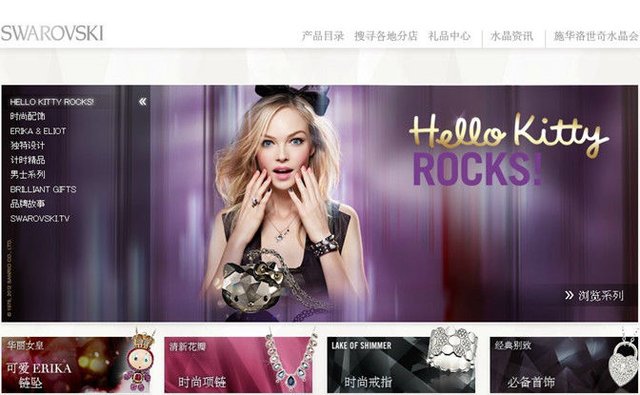 SWAROVSKI
产品目录 搜寻各地分店 礼品中心 水晶资讯 施华洛世奇水晶会
HELLO KITTY ROCKS! «
时尚配饰
ERIKA & ELIOT
独特设计
计时精品
男士系列
BRILLIANT GIFTS
品牌故事
SWAROVSKI.TV
Hello Kitty
ROCKS!
© 1976, 2012 SANRIO CO., LTD.
» 浏览系列
华丽女皇
可爱 ERIKA
链坠
清新花瓣
时尚项链
LAKE OF SHIMMER
时尚戒指
经典别致
必备首饰